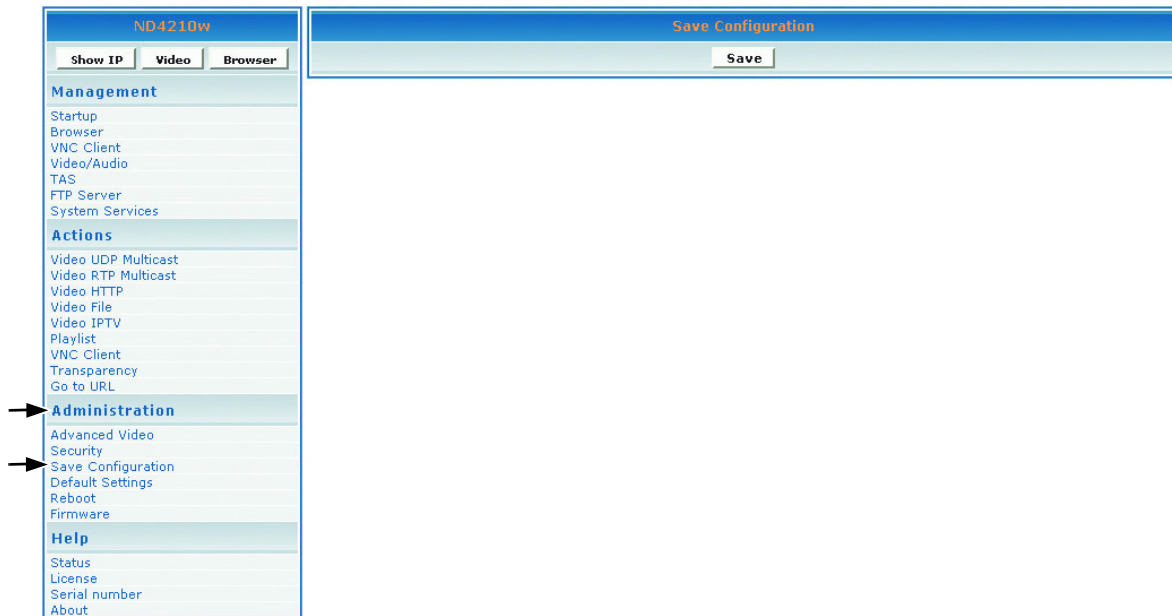 ND4210w
Show IP Video Browser
Management
Startup
Browser
VNC Client
Video/Audio
TAS
FTP Server
System Services
Actions
Video UDP Multicast
Video RTP Multicast
Video HTTP
Video File
Video IPTV
Playlist
VNC Client
Transparency
Go to URL
Administration
Advanced Video
Security
Save Configuration
Default Settings
Reboot
Firmware
Help
Status
License
Serial number
About
Save Configuration
Save